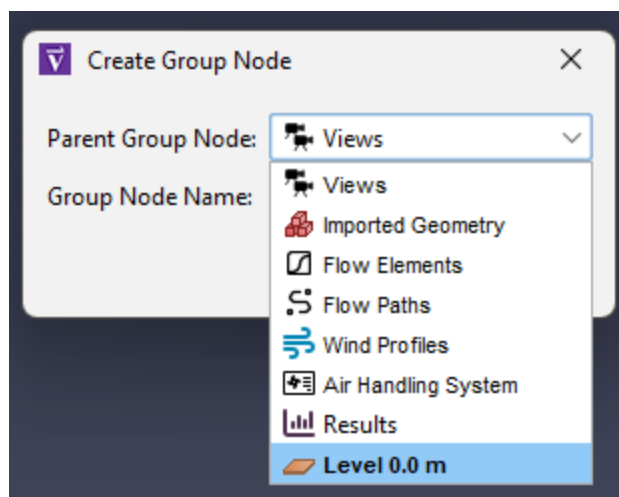 Create Group Node
Parent Group Node: Views
Group Node Name:
Views
Imported Geometry
Flow Elements
Flow Paths
Wind Profiles
Air Handling System
Results
Level 0.0 m